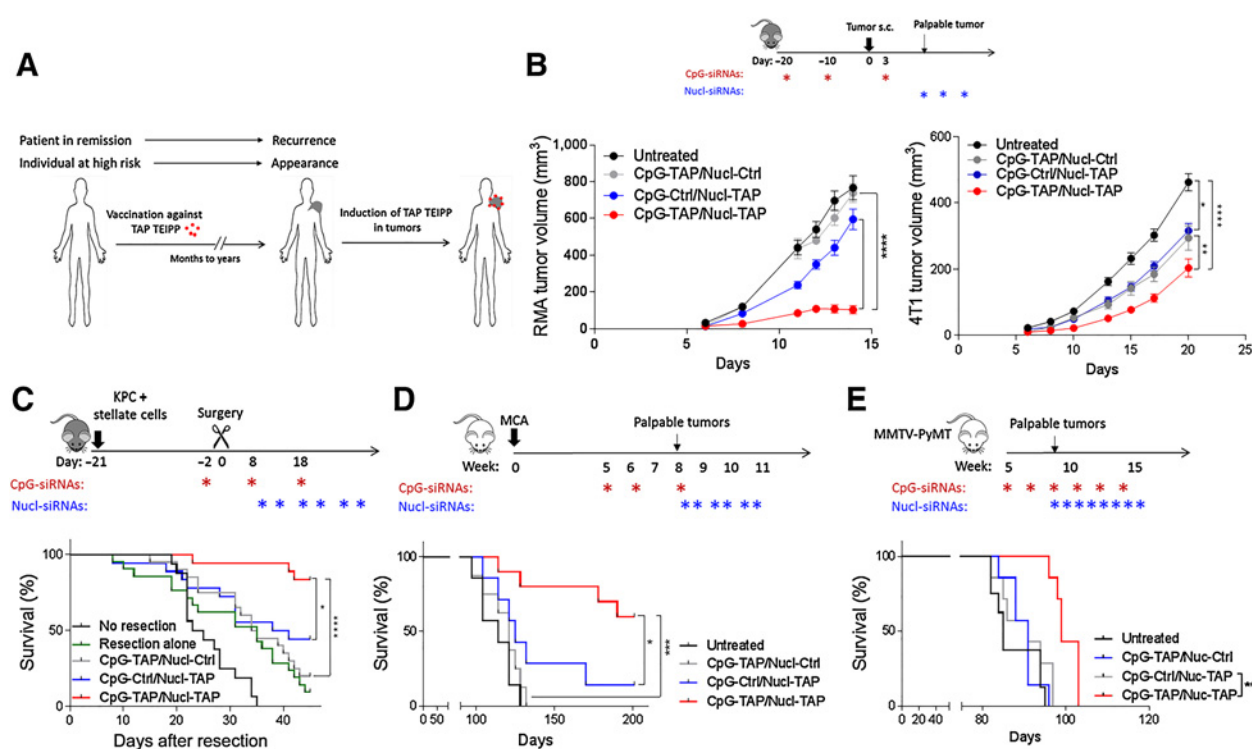 A
Patient in remission
Recurrence
Individual at high risk
Appearance
Vaccination against
TAP TEIPP
Months to years
Induction of TAP TEIPP
in tumors
B
Tumor s.c.
Palpable tumor
Day: –20 –10 0 3
CpG-siRNAs: * * *
Nucl-siRNAs: * * *
RMA tumor volume (mm3)
1,000
800
600
400
200
0
Untreated
CpG-TAP/Nucl-Ctrl
CpG-Ctrl/Nucl-TAP
CpG-TAP/Nucl-TAP
****
0 5 10 15
Days
4T1 tumor volume (mm3)
600
400
200
0
Untreated
CpG-TAP/Nucl-Ctrl
CpG-Ctrl/Nucl-TAP
CpG-TAP/Nucl-TAP
*
**
****
0 5 10 15 20 25
Days
C
KPC +
stellate cells
Surgery
Day: –21 –2 0 8 18
CpG-siRNAs: * * *
Nucl-siRNAs: * * * * * *
Survival (%)
100
50
0
No resection
Resection alone
CpG-TAP/Nucl-Ctrl
CpG-Ctrl/Nucl-TAP
CpG-TAP/Nucl-TAP
*
****
0 10 20 30 40
Days after resection
D
MCA
Palpable tumors
Week: 0 5 6 7 8 9 10 11
CpG-siRNAs: * * *
Nucl-siRNAs: * * * * * *
Survival (%)
100
50
0
*
***
Untreated
CpG-TAP/Nucl-Ctrl
CpG-Ctrl/Nucl-TAP
CpG-TAP/Nucl-TAP
0 50 100 150 200
Days
E
MMTV-PyMT
Palpable tumors
Week: 5 10 15
CpG-siRNAs: * * * * * *
Nucl-siRNAs: * * * * * * * *
Survival (%)
100
50
0
Untreated
CpG-TAP/Nuc-Ctrl
CpG-Ctrl/Nuc-TAP
CpG-TAP/Nuc-TAP
**
0 20 40 80 100 120
Days